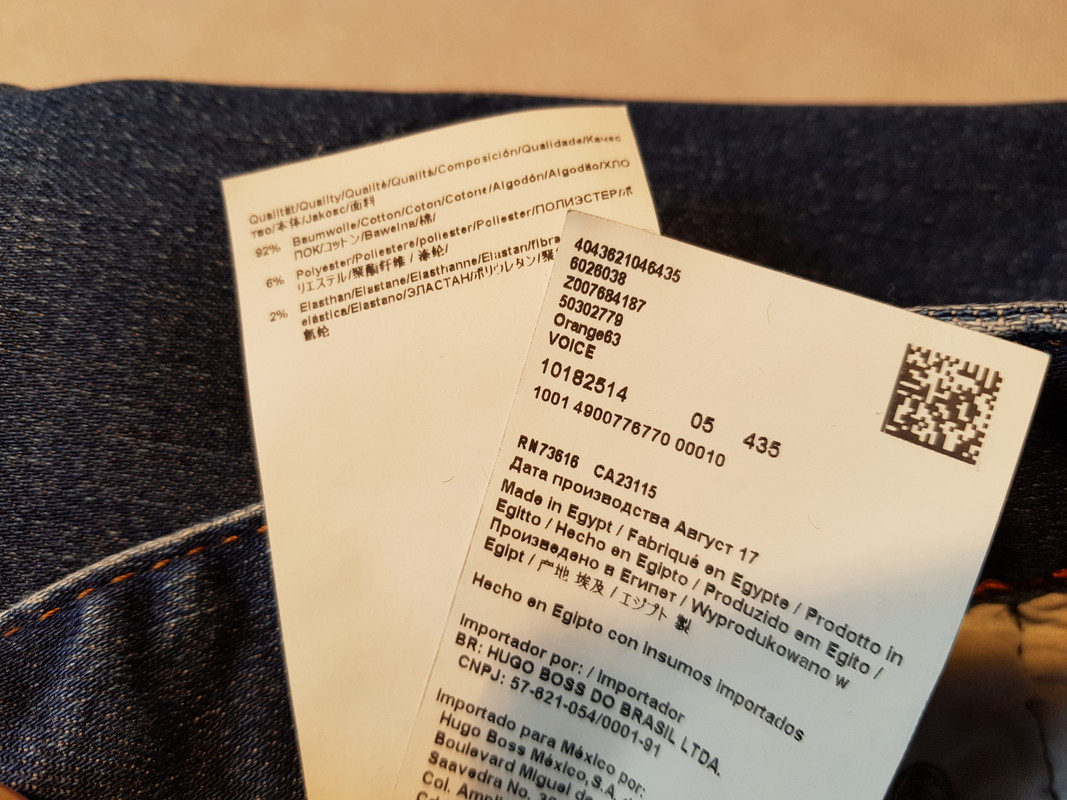 Qualität/Quality/Qualité/Qualitá/Composición/Qualidade/Качес
тво/本体/Jakosc/面料
92% Baumwolle/Cotton/Coton/Cotone/Algodón/Algodão/ХЛО
ПОК/コットン/Bawelna/棉/
6% Polyester/Poliestere/poliester/Poliester/ПОЛИЭСТЕР/ポ
リエステル/聚酯纤维 / 涤纶/
2% Elasthan/Elastane/Elasthanne/Elastan/fibra
elástica/Elastano/ЭЛАСТАН/ポリウレタン/聚
氨纶
4043621046435
6026038
Z007684187
50302779
Orange63
VOICE
10182514 05 435
1001 4900776770 00010
RN73616 CA23115
Дата производства Август 17
Made in Egypt / Fabriqué en Egypte / Prodotto in
Egitto / Hecho en Egipto / Produzido em Egito /
Произведено в Египет / Wyprodukowano w
Egipt / 产地 埃及 / エジプト 製
Hecho en Egipto con insumos importados
Importador por: / Importador
BR: HUGO BOSS DO BRASIL LTDA.
CNPJ: 57-621-054/0001-91
Importado para México por:
Hugo Boss México, S.A.
Boulevard Miguel de
Saavedra No.
Col.